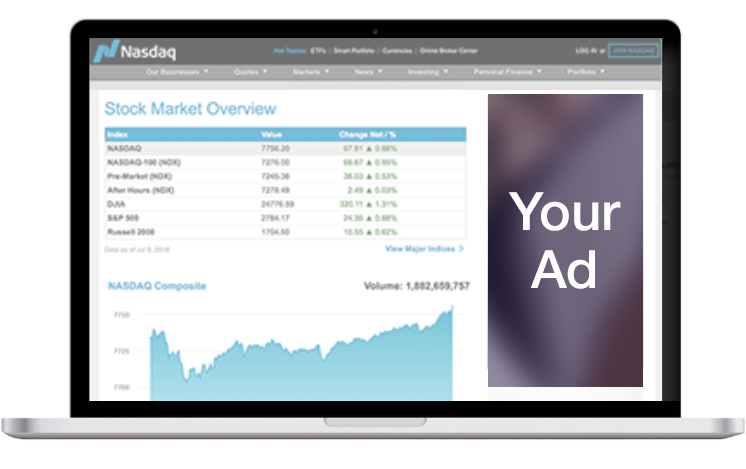 Nasdaq
Hot Topics: ETFs | Smart Portfolio | Currencies | Online Broker Center
LOG IN or JOIN NASDAQ
Our Businesses ▼ Quotes ▼ Markets ▼ News ▼ Investing ▼ Personal Finance ▼ Portfolio ▼
Stock Market Overview
Index Value Change Net / %
NASDAQ 7756.20 67.81 ▲ 0.88%
NASDAQ-100 (NDX) 7276.00 68.67 ▲ 0.95%
Pre-Market (NDX) 7245.36 38.03 ▲ 0.53%
After Hours (NDX) 7278.49 2.49 ▲ 0.03%
DJIA 24776.59 320.11 ▲ 1.31%
S&P 500 2784.17 24.35 ▲ 0.88%
Russell 2000 1704.60 10.55 ▲ 0.62%
Data as of Jul 9, 2018
View Major Indices >
NASDAQ Composite Volume: 1,882,659,757
7750
7725
7700
Your
Ad